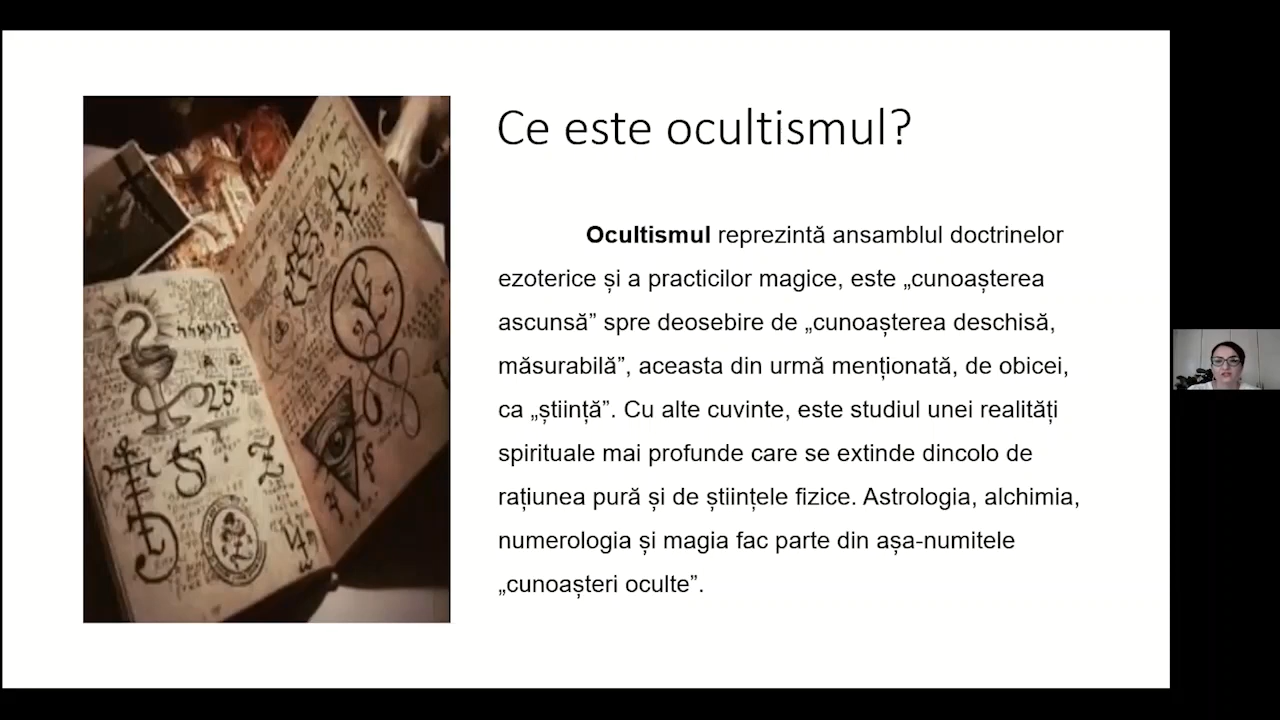 Ce este ocultismul?
Ocultismul reprezintă ansamblul doctrinelor
ezoterice și a practicilor magice, este „cunoașterea
ascunsă” spre deosebire de „cunoașterea deschisă,
măsurabilă”, aceasta din urmă menționată, de obicei,
ca „știință”. Cu alte cuvinte, este studiul unei realități
spirituale mai profunde care se extinde dincolo de
rațiunea pură și de științele fizice. Astrologia, alchimia,
numerologia și magia fac parte din așa-numitele
„cunoașteri oculte”.